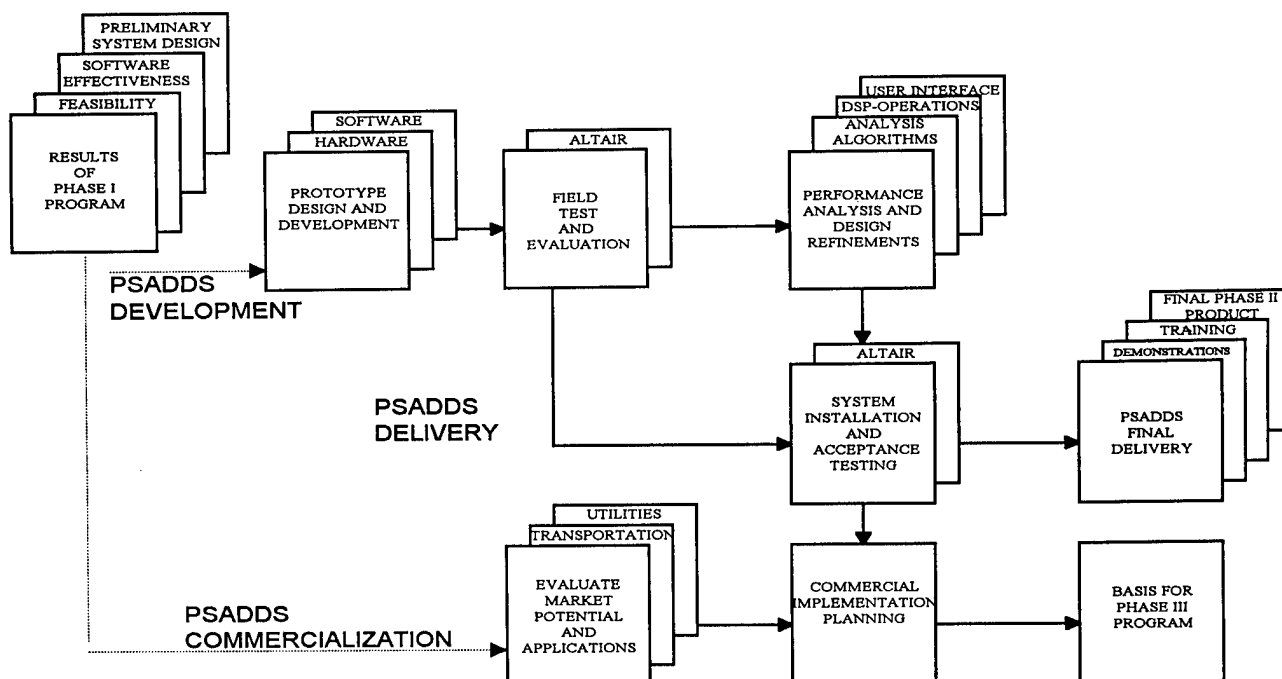 PRELIMINARY
SYSTEM DESIGN
SOFTWARE
EFFECTIVENESS
FEASIBILITY
RESULTS
OF
PHASE I
PROGRAM
SOFTWARE
HARDWARE
PROTOTYPE
DESIGN AND
DEVELOPMENT
ALTAIR
FIELD
TEST
AND
EVALUATION
USER INTERFACE
DSP-OPERATIONS
ANALYSIS
ALGORITHMS
PERFORMANCE
ANALYSIS AND
DESIGN
REFINEMENTS
PSADDS
DEVELOPMENT
PSADDS
DELIVERY
ALTAIR
SYSTEM
INSTALLATION
AND
ACCEPTANCE
TESTING
FINAL PHASE II
PRODUCT
TRAINING
DEMONSTRATIONS
PSADDS
FINAL
DELIVERY
PSADDS
COMMERCIALIZATION
UTILITIES
TRANSPORTATION
EVALUATE
MARKET
POTENTIAL
AND
APPLICATIONS
COMMERCIAL
IMPLEMENTATION
PLANNING
BASIS FOR
PHASE III
PROGRAM